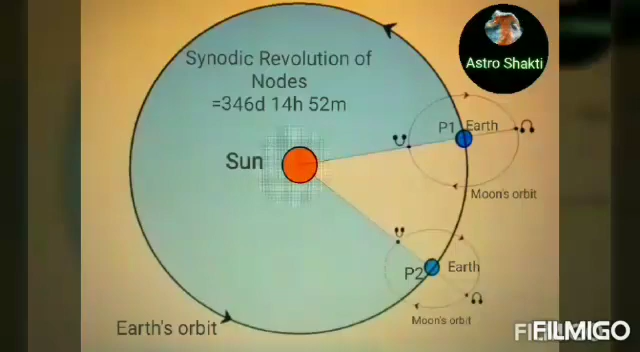 Synodic Revolution of
Nodes
=346d 14h 52m
Astro Shakti
P1 Earth
Sun
Moon's orbit
P2 Earth
Moon's orbit
Earth's orbit
FILMIGO